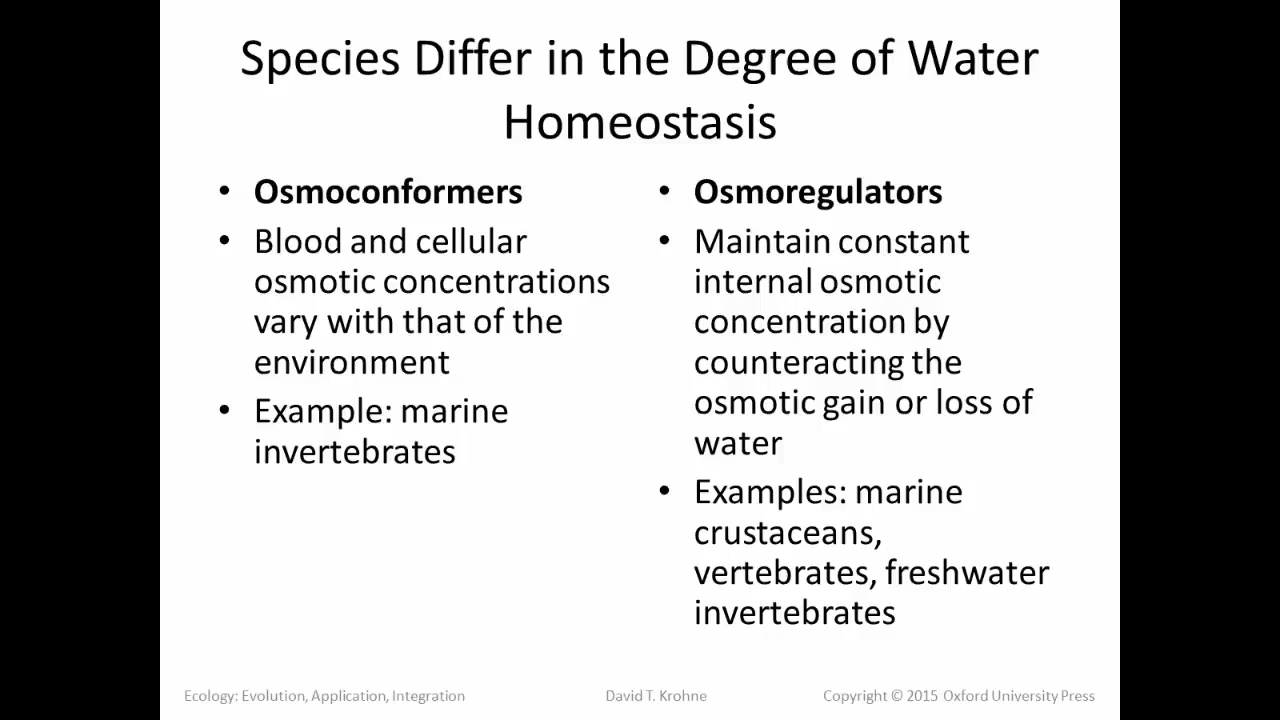 Species Differ in the Degree of Water
Homeostasis
• Osmoconformers
• Blood and cellular
osmotic concentrations
vary with that of the
environment
• Example: marine
invertebrates
• Osmoregulators
• Maintain constant
internal osmotic
concentration by
counteracting the
osmotic gain or loss of
water
• Examples: marine
crustaceans,
vertebrates, freshwater
invertebrates
Ecology: Evolution, Application, Integration
David T. Krohne
Copyright © 2015 Oxford University Press